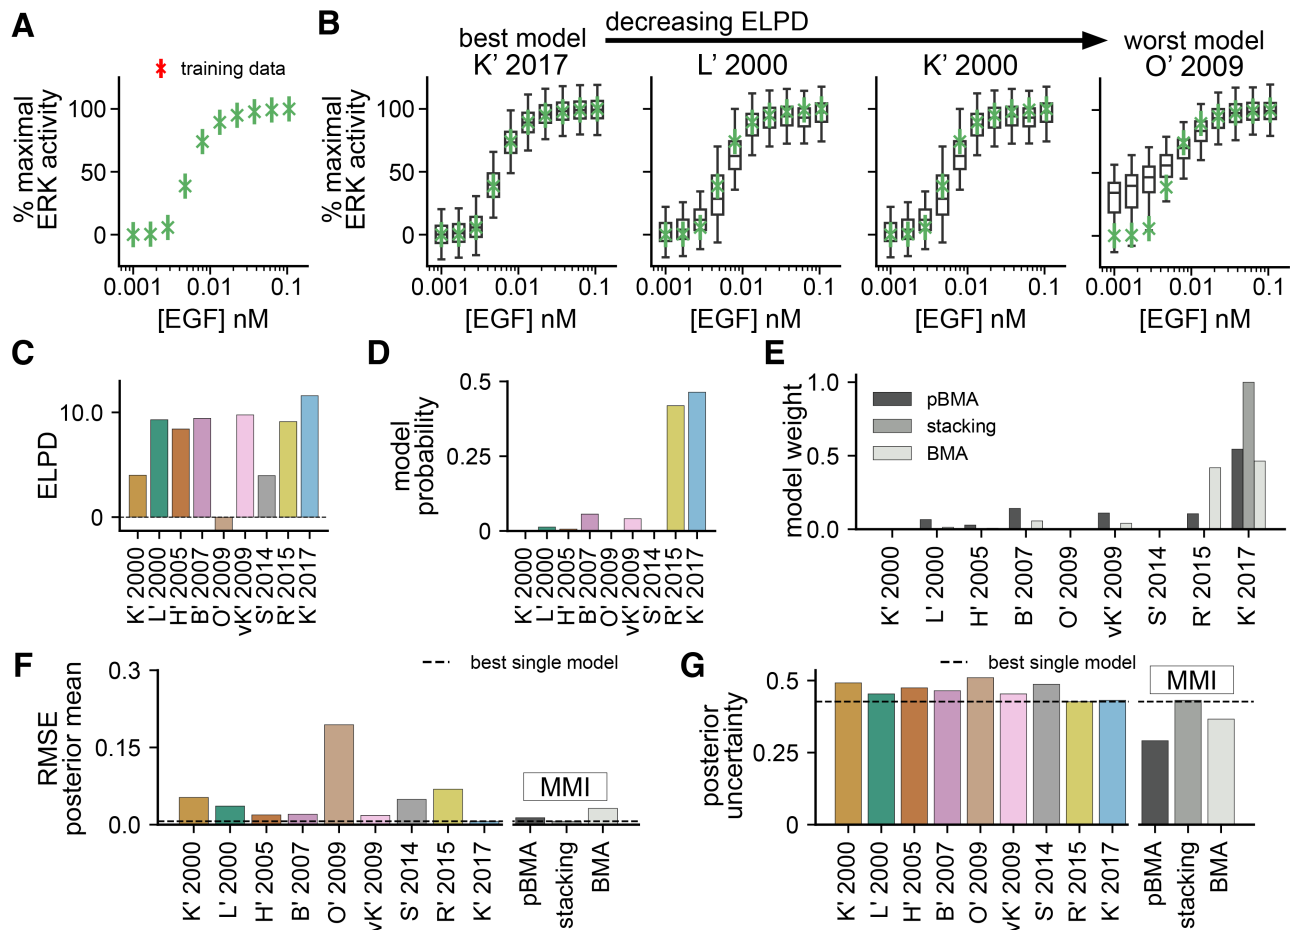 A
training data
% maximal
ERK activity
100
50
0
0.001
0.01
0.1
[EGF] nM
B
decreasing ELPD
best model
K' 2017
L' 2000
K' 2000
worst model
O' 2009
% maximal
ERK activity
100
50
0
0.001 0.01 0.1
[EGF] nM
0.001 0.01 0.1
[EGF] nM
0.001 0.01 0.1
[EGF] nM
0.001 0.01 0.1
[EGF] nM
C
ELPD
10.0
0
K' 2000
L' 2000
H' 2005
B' 2007
O' 2009
vK' 2009
S' 2014
R' 2015
K' 2017
D
model
probability
0.5
0.25
0
K' 2000
L' 2000
H' 2005
B' 2007
O' 2009
vK' 2009
S' 2014
R' 2015
K' 2017
E
model weight
1.0
0.5
0.0
pBMA
stacking
BMA
K' 2000
L' 2000
H' 2005
B' 2007
O' 2009
vK' 2009
S' 2014
R' 2015
K' 2017
F
best single model
RMSE
posterior mean
0.3
0.15
0.0
MMI
K' 2000
L' 2000
H' 2005
B' 2007
O' 2009
vK' 2009
S' 2014
R' 2015
K' 2017
pBMA
stacking
BMA
G
best single model
posterior
uncertainty
0.5
0.25
0
MMI
K' 2000
L' 2000
H' 2005
B' 2007
O' 2009
vK' 2009
S' 2014
R' 2015
K' 2017
pBMA
stacking
BMA